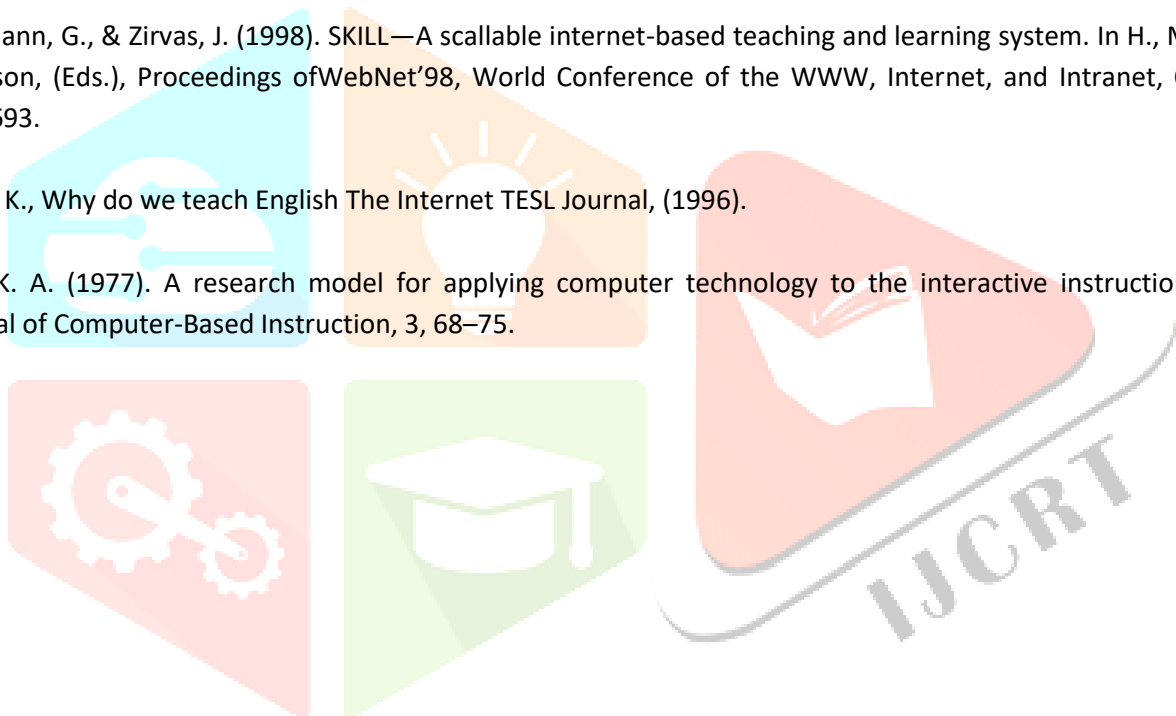 ann, G., & Zirvas, J. (1998). SKILL—A scallable internet-based teaching and learning system. In H.,
son, (Eds.), Proceedings ofWebNet’98, World Conference of the WWW, Internet, and Intranet,
693.
K., Why do we teach English The Internet TESL Journal, (1996).
K. A. (1977). A research model for applying computer technology to the interactive instructio
al of Computer-Based Instruction, 3, 68–75.
IJCRT